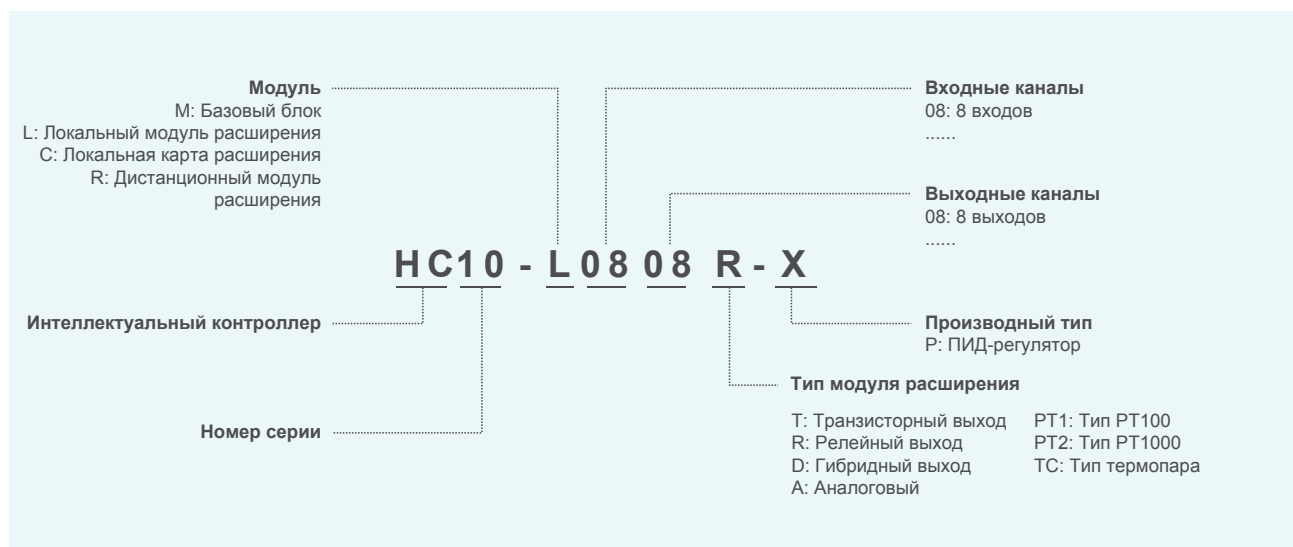 Модуль
M: Базовый блок
L: Локальный модуль расширения
C: Локальная карта расширения
R: Дистанционный модуль
расширения
Входные каналы
08: 8 входов
......
Выходные каналы
08: 8 выходов
......
HC10-L0808 R-X
Интеллектуальный контроллер
Номер серии
Производный тип
P: ПИД-регулятор
Тип модуля расширения
T: Транзисторный выход
R: Релейный выход
D: Гибридный выход
A: Аналоговый
PT1: Тип PT100
PT2: Тип PT1000
TC: Тип термопара